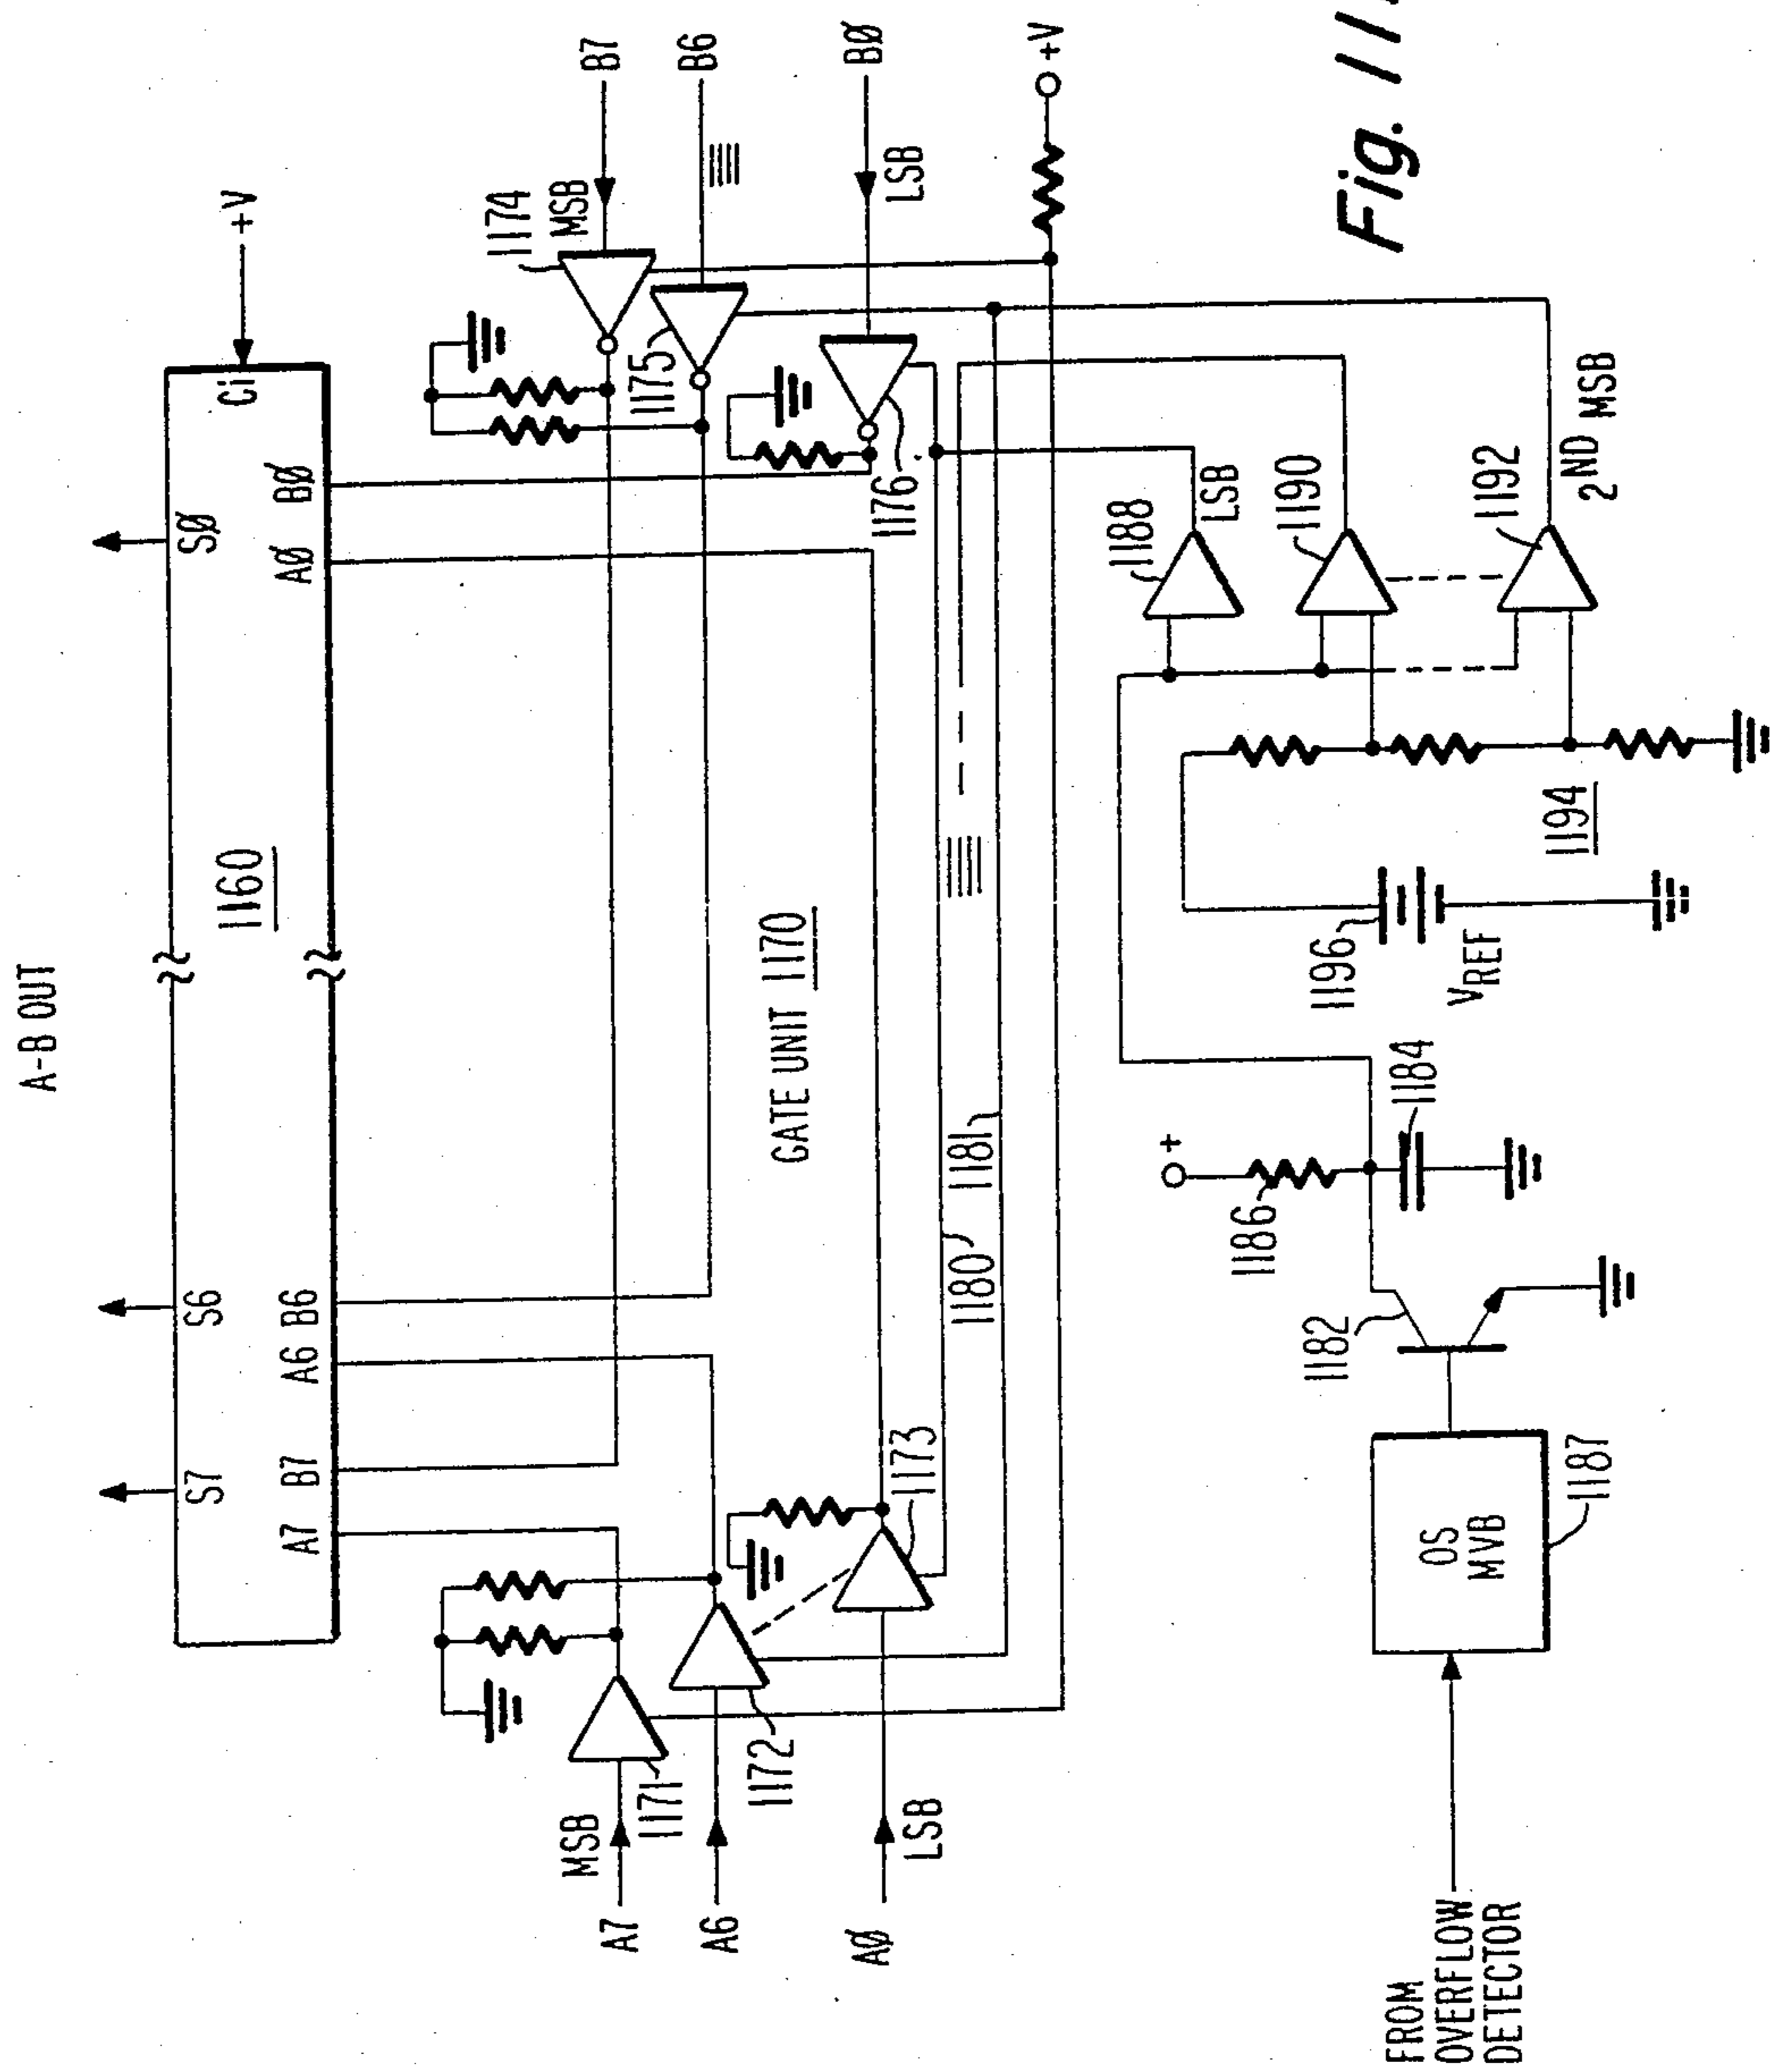 A-B OUT
S7
S6
SØ
1160
+V
Ci
A7
B7
A6
B6
AØ
BØ
GATE UNIT 1170
1174
MSB
B7
1175
B6
1176
LSB
BØ
+V
MSB
A7
1171
A6
1172
AØ
LSB
1173
1180
1181
1188
LSB
1190
1192
2ND MSB
1194
1196
VREF
+
1186
1184
1182
OS
MVB
1187
FROM
OVERFLOW
DETECTOR